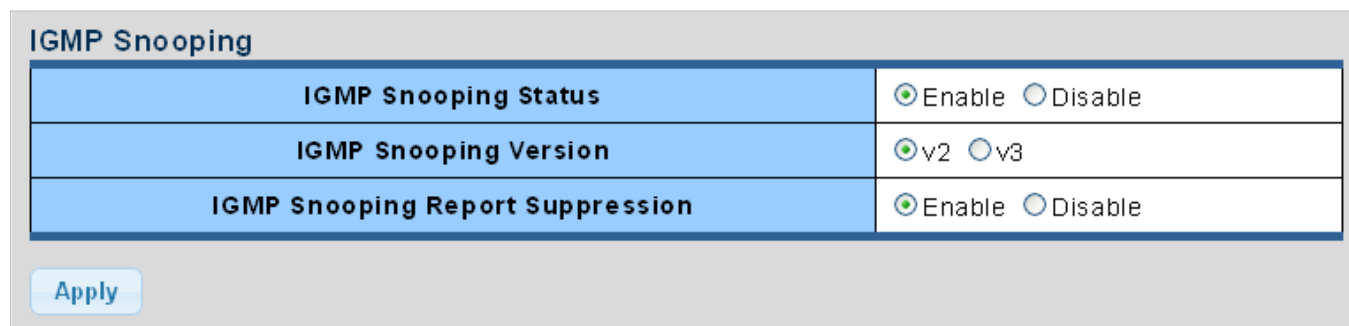 IGMP Snooping
IGMP Snooping Status Enable Disable
IGMP Snooping Version v2 v3
IGMP Snooping Report Suppression Enable Disable
Apply